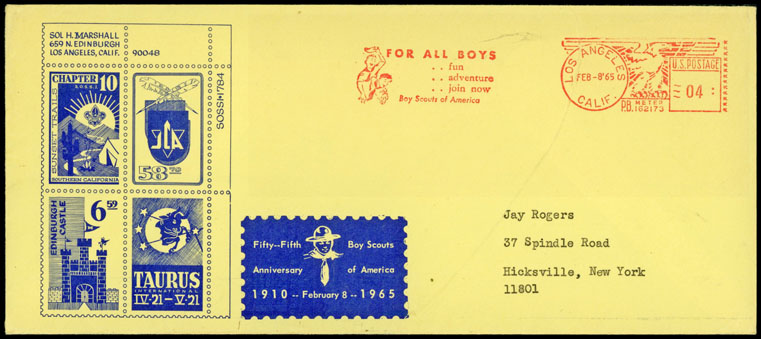 SOL H. MARSHALL
659 N. EDINBURGH
LOS ANGELES, CALIF. 90048
CHAPTER 10
S.O.S.S.I.
SUNSET TRAILS
SOUTHERN CALIFORNIA
58 70
SOSSI-1784
EDINBURGH CASTLE
6 59
TAURUS
INTERNATIONAL
IV-21-V-21
FOR ALL BOYS
. . fun
. . adventure
. . join now
Boy Scouts of America
LOS ANGELES
FEB-8'65
CALIF.
U.S. POSTAGE
04
P.B. METER
162173
Fifty--Fifth Boy Scouts
Anniversary of America
1910 -- February 8 -- 1965
Jay Rogers
37 Spindle Road
Hicksville, New York
11801